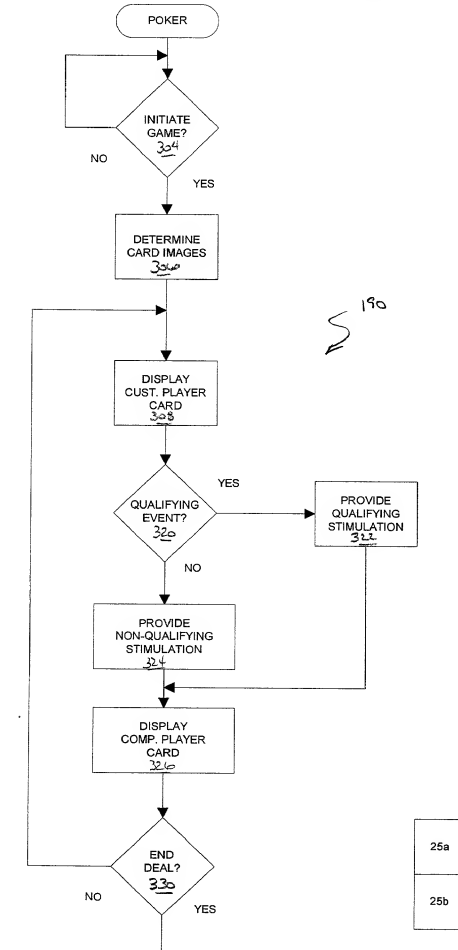 POKER
INITIATE
GAME?
304
NO
YES
DETERMINE
CARD IMAGES
306
190
DISPLAY
CUST. PLAYER
CARD
308
YES
QUALIFYING
EVENT?
320
PROVIDE
QUALIFYING
STIMULATION
322
NO
PROVIDE
NON-QUALIFYING
STIMULATION
324
DISPLAY
COMP. PLAYER
CARD
326
END
DEAL?
330
NO
YES
25a
25b